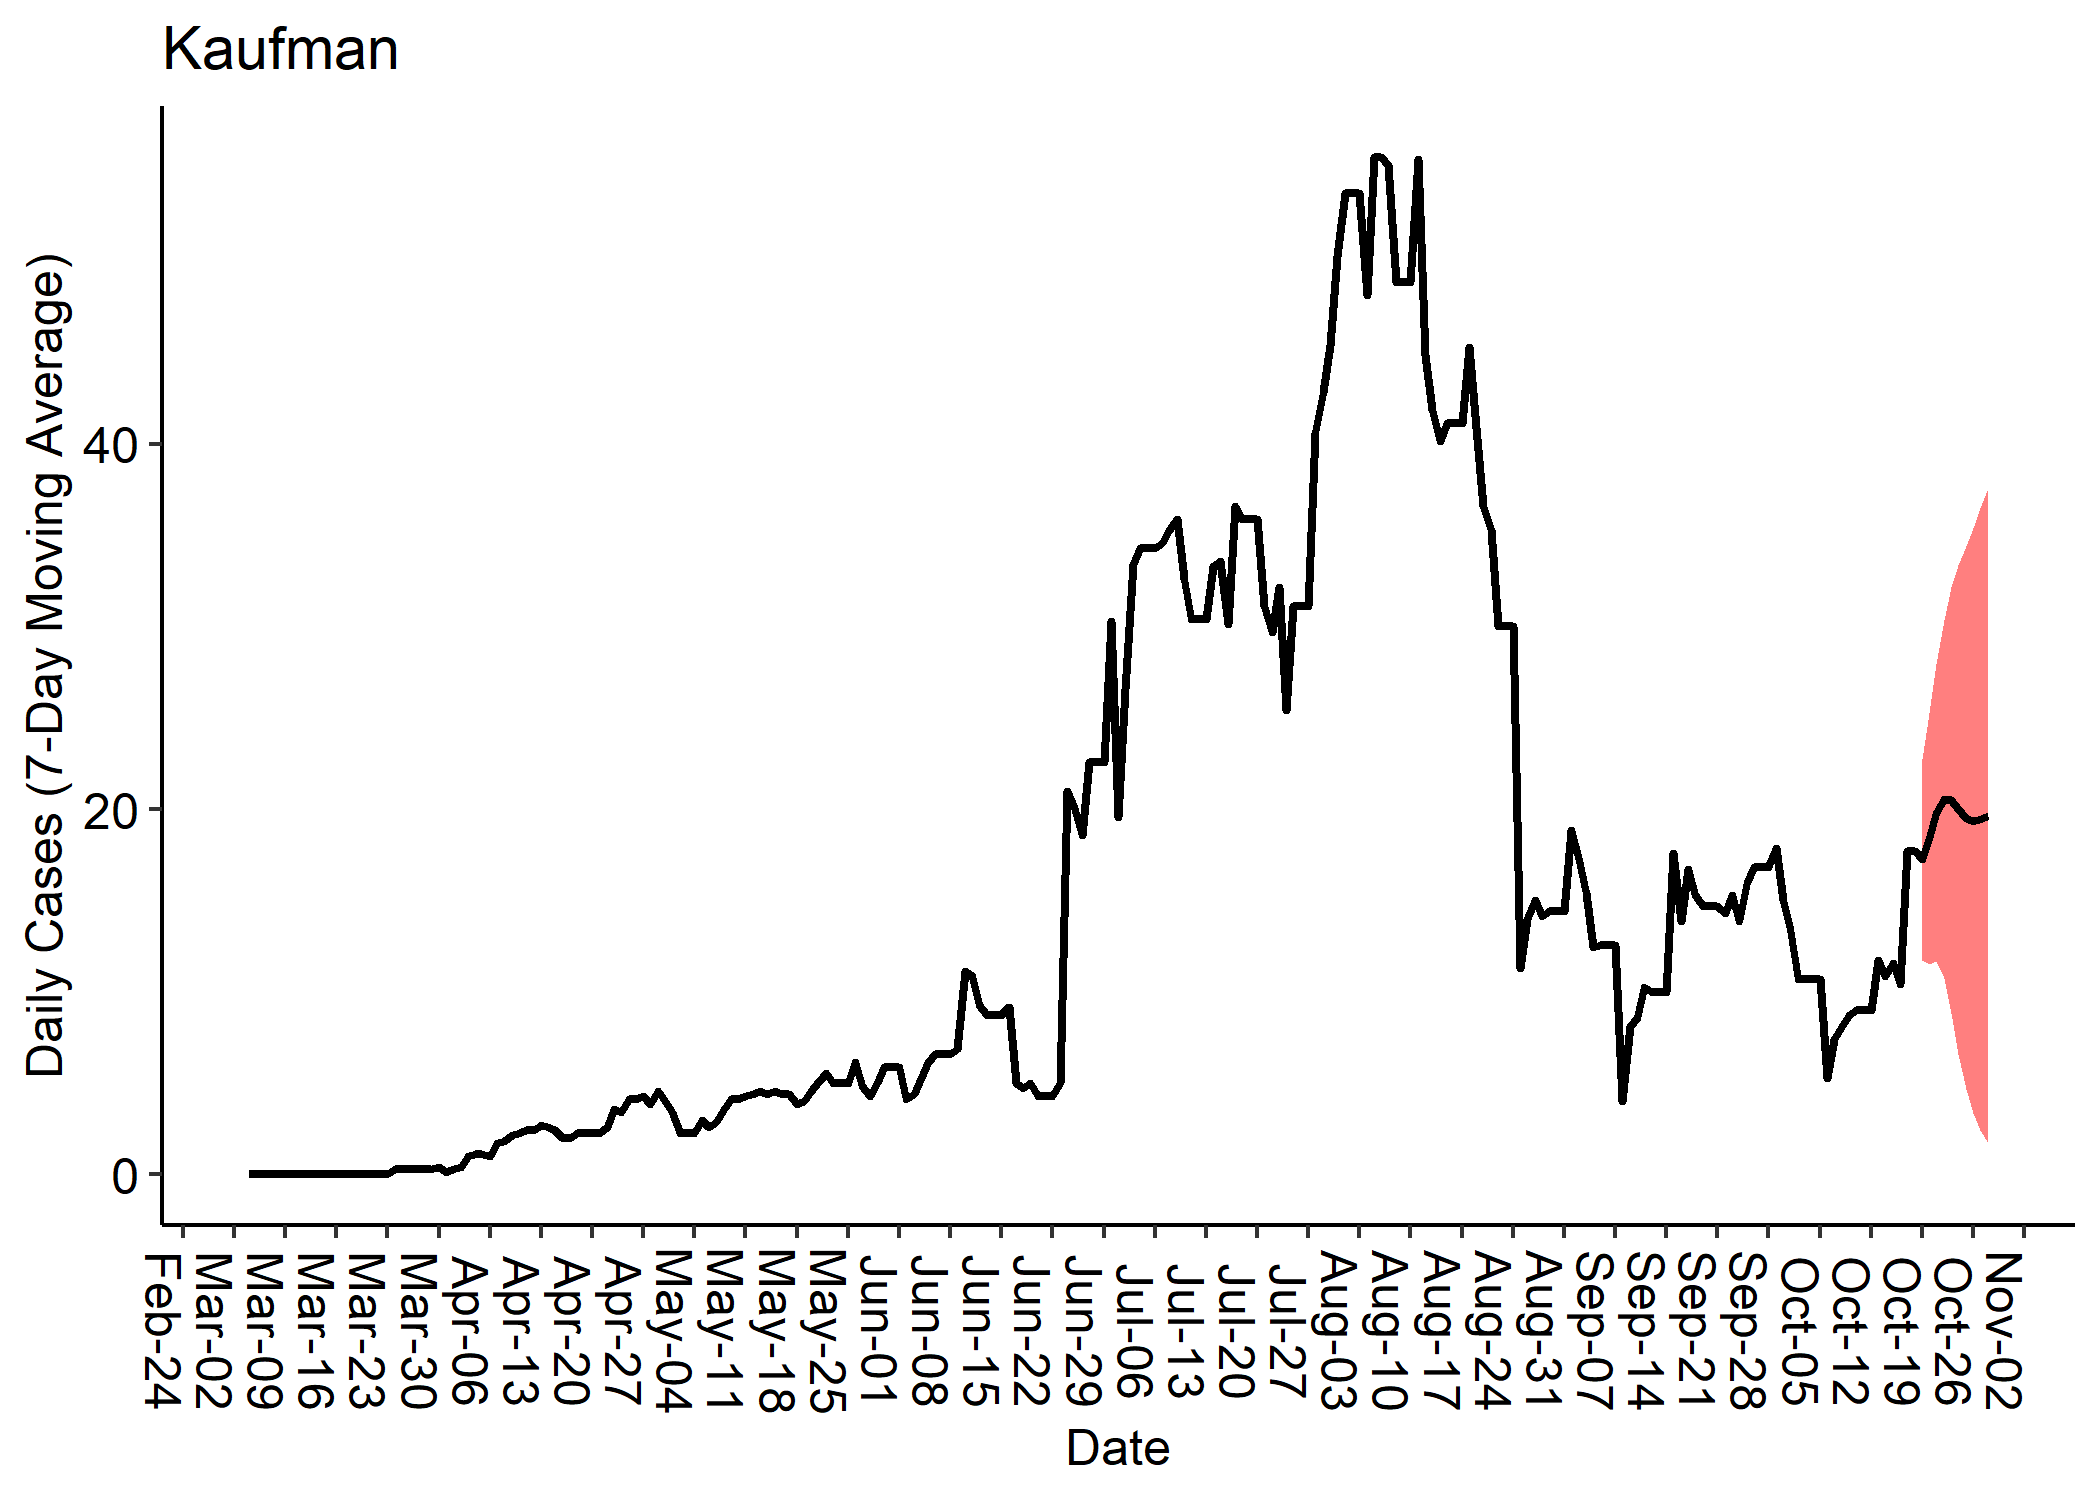 Kaufman
Daily Cases (7-Day Moving Average)
40
20
0
Feb-24
Mar-02
Mar-09
Mar-16
Mar-23
Mar-30
Apr-06
Apr-13
Apr-20
Apr-27
May-04
May-11
May-18
May-25
Jun-01
Jun-08
Jun-15
Jun-22
Jun-29
Jul-06
Jul-13
Jul-20
Jul-27
Aug-03
Aug-10
Aug-17
Aug-24
Aug-31
Sep-07
Sep-14
Sep-21
Sep-28
Oct-05
Oct-12
Oct-19
Oct-26
Nov-02
Date